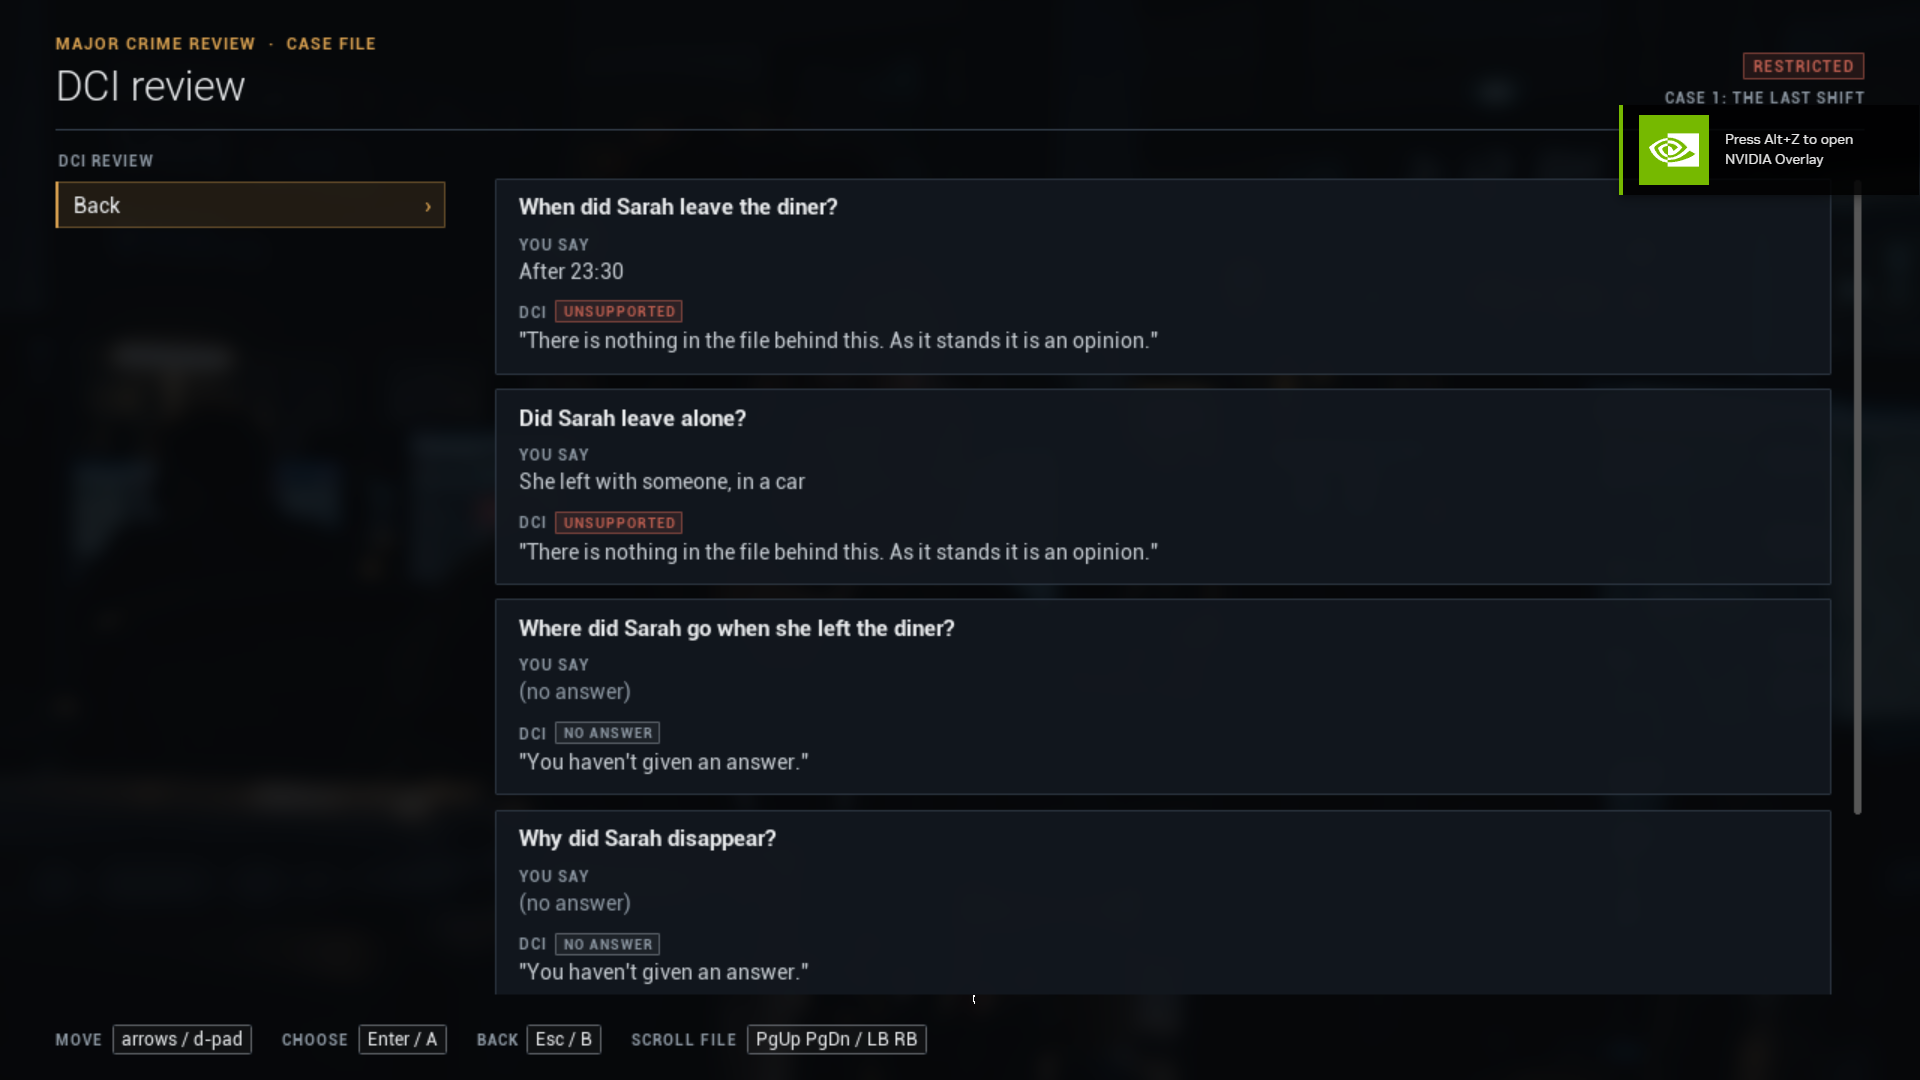 MAJOR CRIME REVIEW · CASE FILE
DCI review
RESTRICTED
CASE 1: THE LAST SHIFT
Press Alt+Z to open
NVIDIA Overlay
DCI REVIEW
Back ›
When did Sarah leave the diner?
YOU SAY
After 23:30
DCI UNSUPPORTED
"There is nothing in the file behind this. As it stands it is an opinion."
Did Sarah leave alone?
YOU SAY
She left with someone, in a car
DCI UNSUPPORTED
"There is nothing in the file behind this. As it stands it is an opinion."
Where did Sarah go when she left the diner?
YOU SAY
(no answer)
DCI NO ANSWER
"You haven't given an answer."
Why did Sarah disappear?
YOU SAY
(no answer)
DCI NO ANSWER
"You haven't given an answer."
MOVE arrows / d-pad CHOOSE Enter / A BACK Esc / B SCROLL FILE PgUp PgDn / LB RB